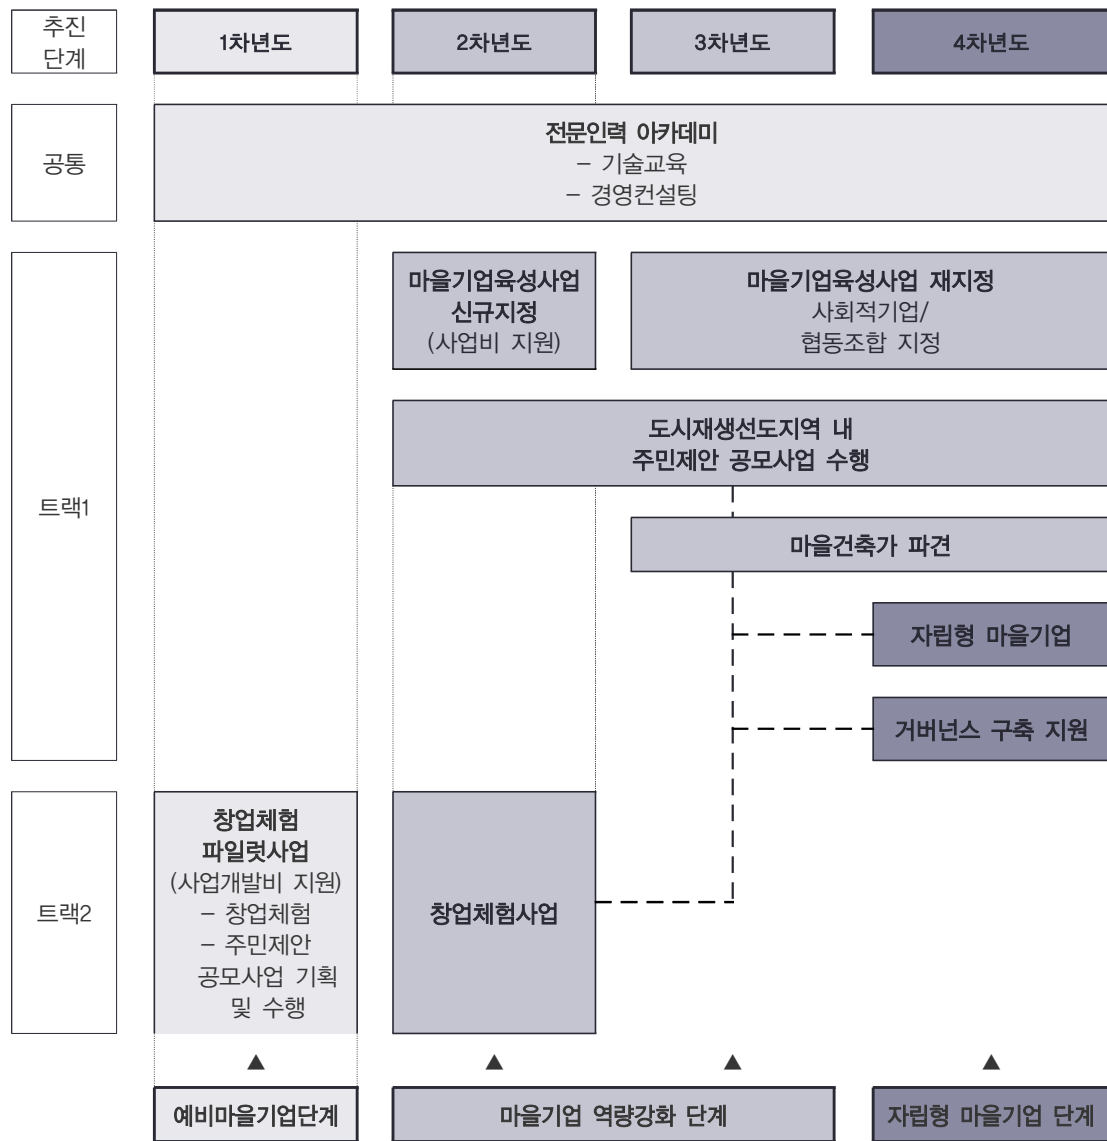 추진
단계
1차년도
2차년도
3차년도
4차년도
공통
전문인력 아카데미
– 기술교육
– 경영컨설팅
트랙1
마을기업육성사업
신규지정
(사업비 지원)
마을기업육성사업 재지정
사회적기업/
협동조합 지정
도시재생선도지역 내
주민제안 공모사업 수행
마을건축가 파견
자립형 마을기업
거버넌스 구축 지원
트랙2
창업체험
파일럿사업
(사업개발비 지원)
– 창업체험
– 주민제안
공모사업 기획
및 수행
창업체험사업
▲ ▲ ▲ ▲
예비마을기업단계
마을기업 역량강화 단계
자립형 마을기업 단계